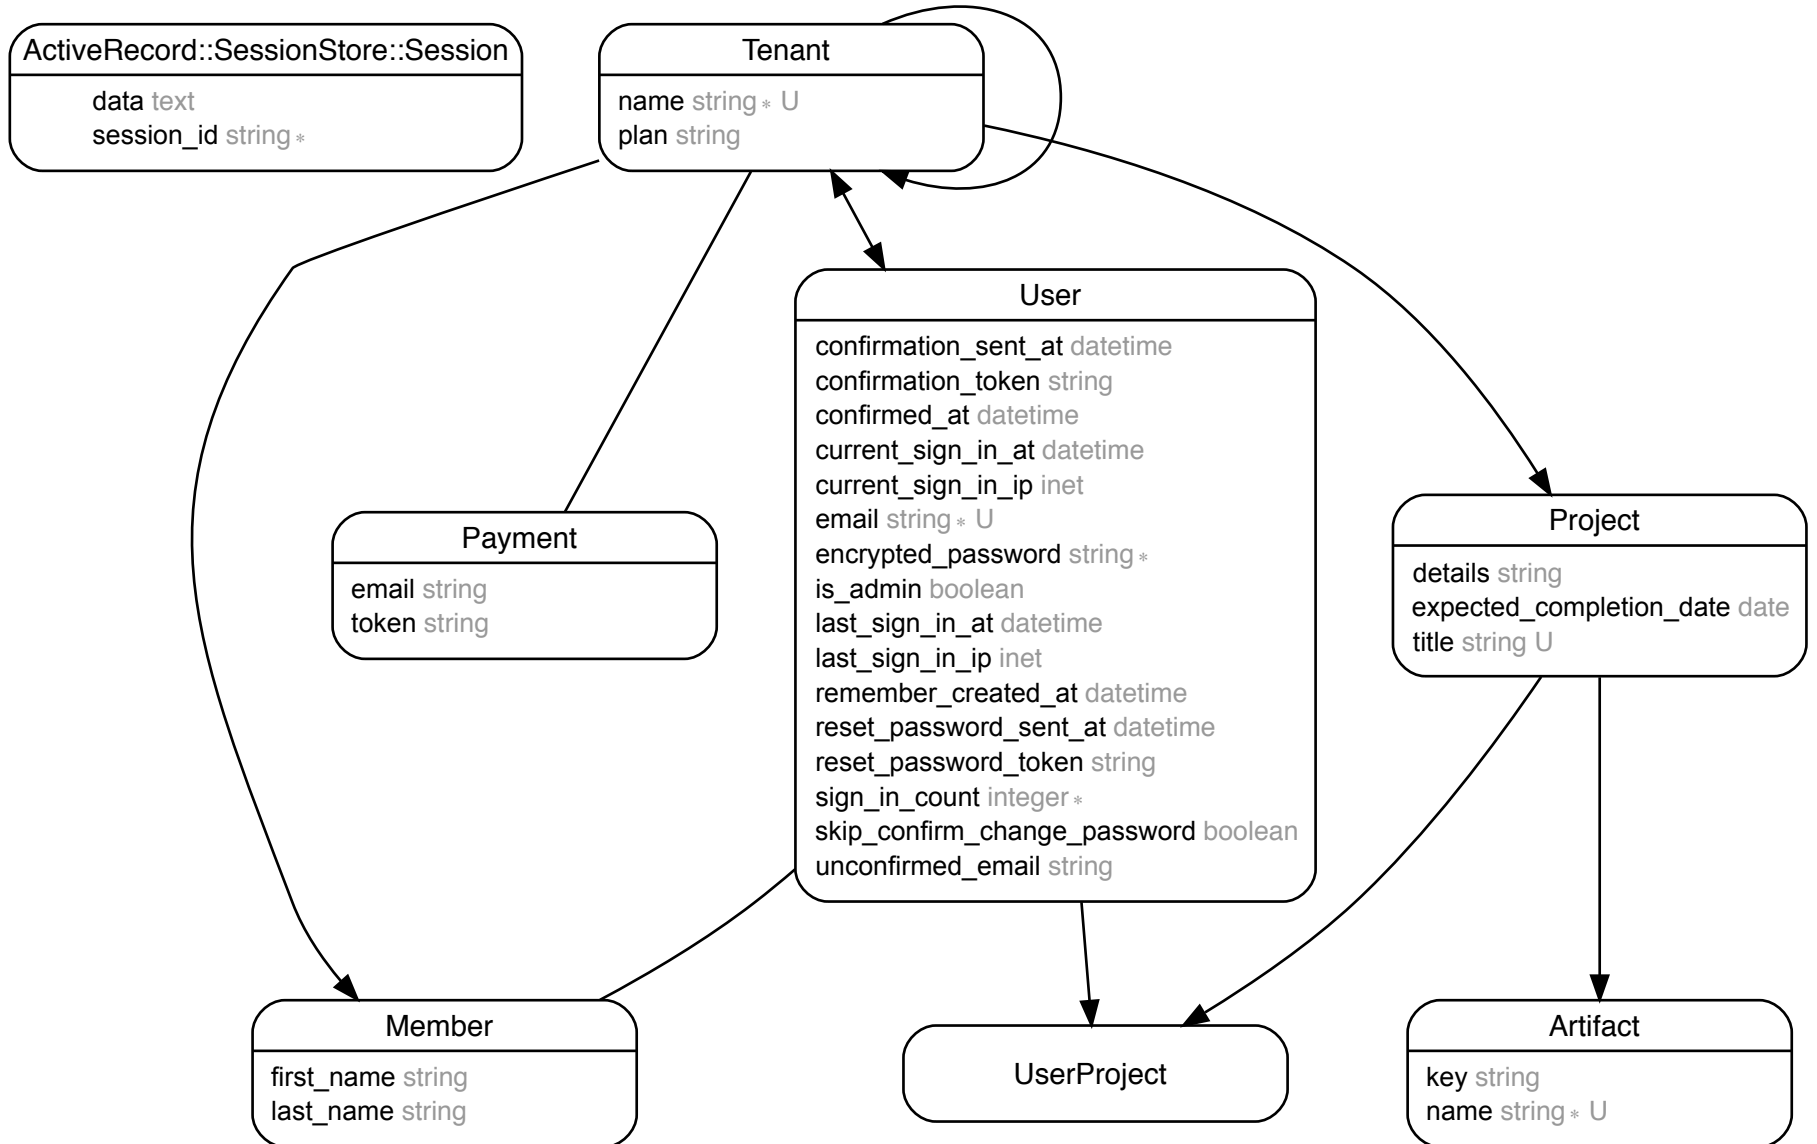 ActiveRecord::SessionStore::Session
data text
session_id string *
Tenant
name string * U
plan string
User
confirmation_sent_at datetime
confirmation_token string
confirmed_at datetime
current_sign_in_at datetime
current_sign_in_ip inet
email string * U
encrypted_password string *
is_admin boolean
last_sign_in_at datetime
last_sign_in_ip inet
remember_created_at datetime
reset_password_sent_at datetime
reset_password_token string
sign_in_count integer *
skip_confirm_change_password boolean
unconfirmed_email string
Payment
email string
token string
Project
details string
expected_completion_date date
title string U
Member
first_name string
last_name string
UserProject
Artifact
key string
name string * U